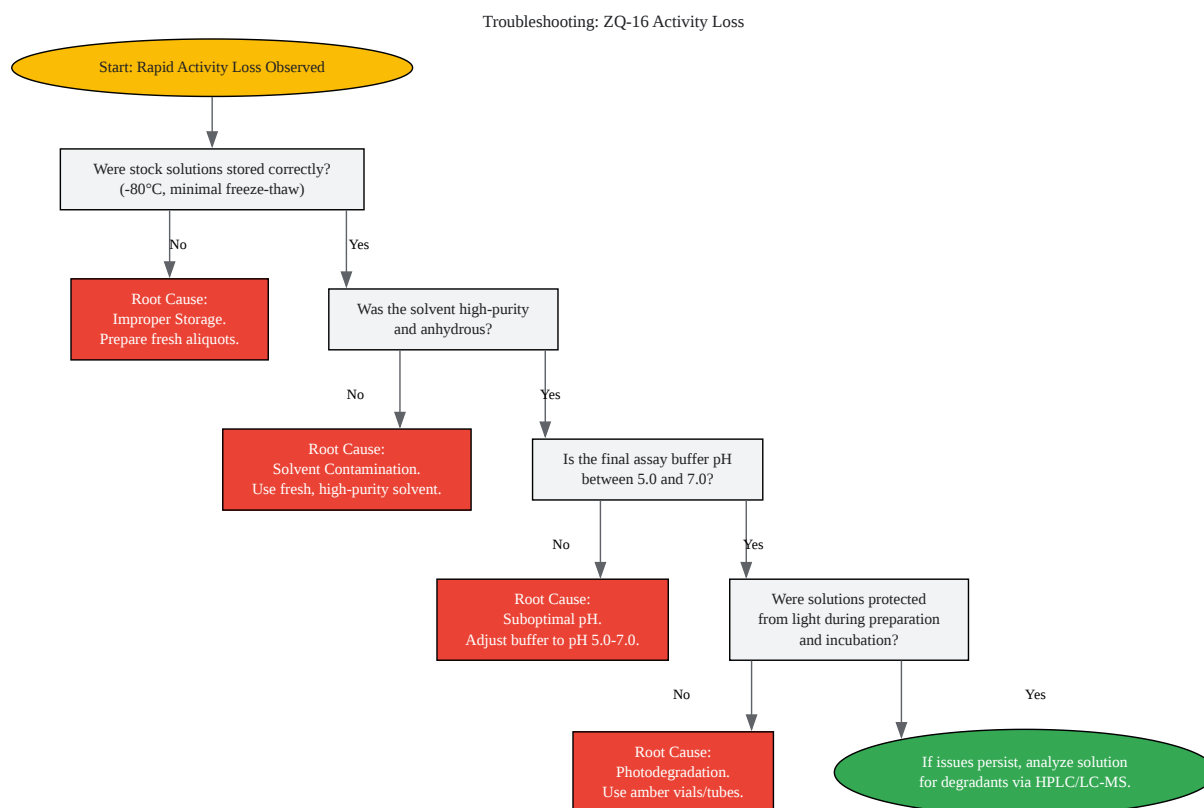 Troubleshooting: ZQ-16 Activity Loss
Start: Rapid Activity Loss Observed
Were stock solutions stored correctly?
(-80°C, minimal freeze-thaw)
No
Yes
Root Cause:
Improper Storage.
Prepare fresh aliquots.
Was the solvent high-purity
and anhydrous?
No
Yes
Root Cause:
Solvent Contamination.
Use fresh, high-purity solvent.
Is the final assay buffer pH
between 5.0 and 7.0?
No
Yes
Root Cause:
Suboptimal pH.
Adjust buffer to pH 5.0-7.0.
Were solutions protected
from light during preparation
and incubation?
No
Yes
Root Cause:
Photodegradation.
Use amber vials/tubes.
If issues persist, analyze solution
for degradants via HPLC/LC-MS.